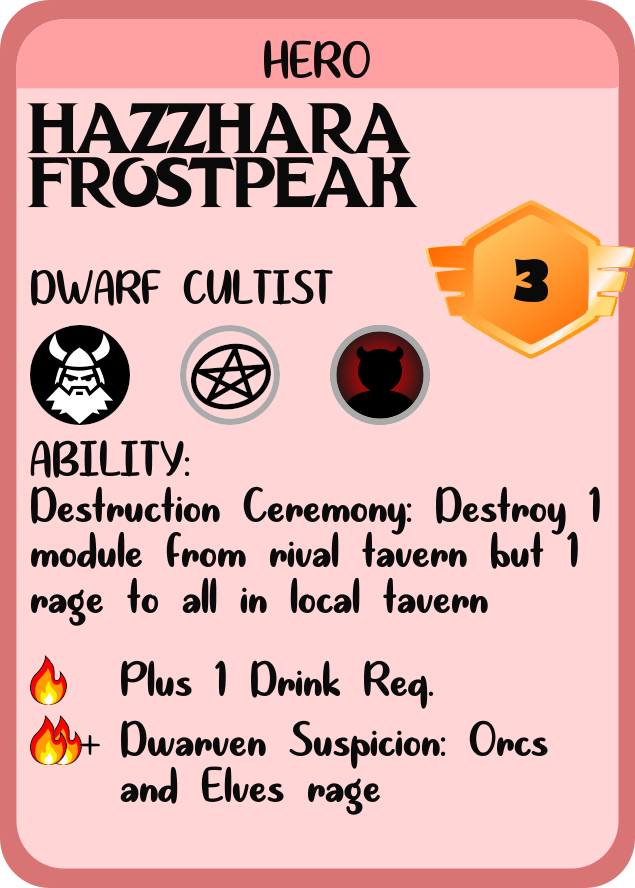 HERO
HAZZHARA
FROSTPEAK
3
DWARF CULTIST
ABILITY:
Destruction Ceremony: Destroy 1
module from rival tavern but 1
rage to all in local tavern
Plus 1 Drink Req.
+ Dwarven Suspicion: Orcs
and Elves rage